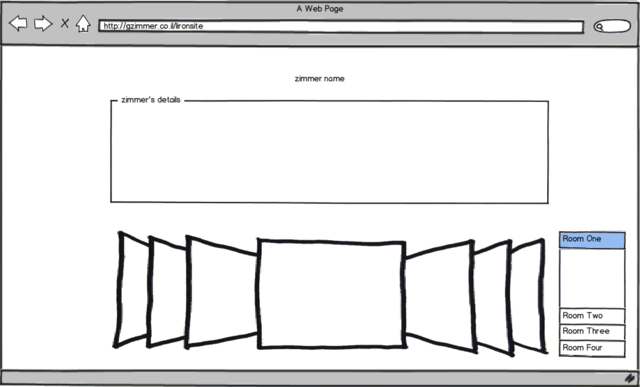 A Web Page
http://gzimmer.co.il/lironsite
zimmer name
zimmer's details
Room One
Room Two
Room Three
Room Four